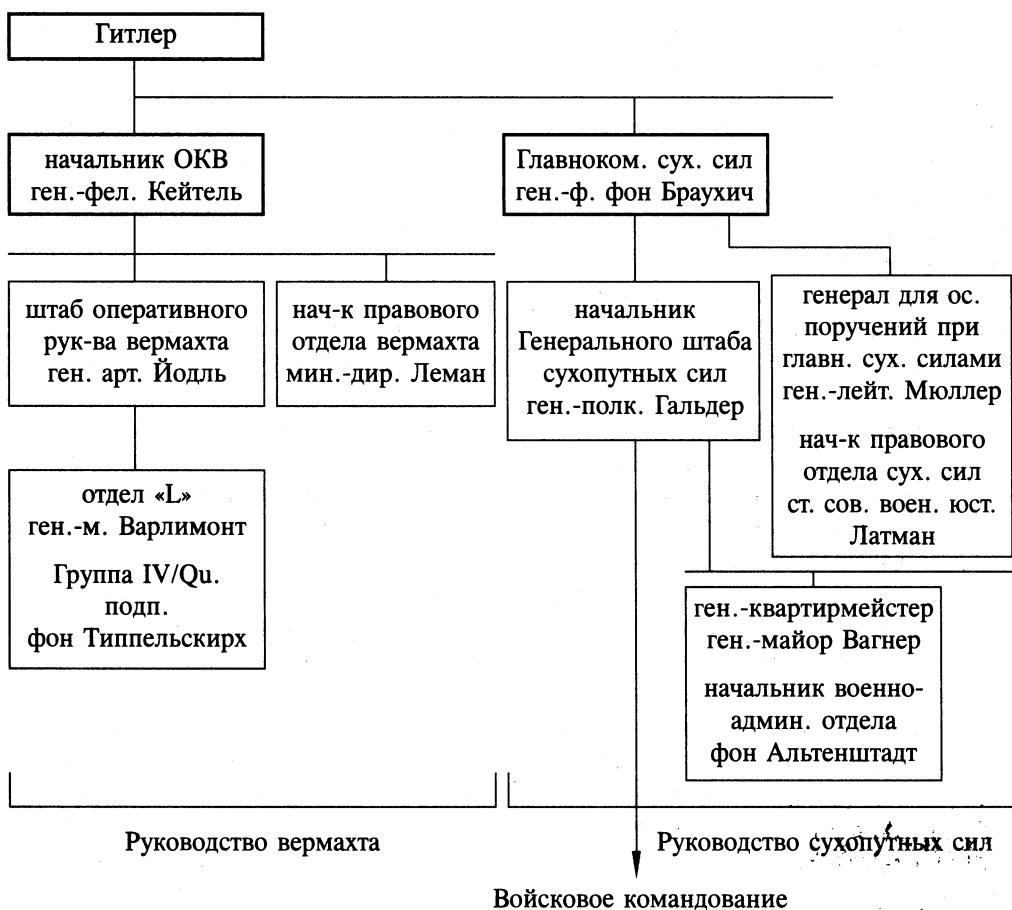 Гитлер
начальник ОКВ
ген.-фел. Кейтель
Главноком. сух. сил
ген.-ф. фон Браухич
штаб оперативного
рук-ва вермахта
ген. арт. Йодль
нач-к правового
отдела вермахта
мин.-дир. Леман
начальник
Генерального штаба
сухопутных сил
ген.-полк. Гальдер
генерал для ос.
поручений при
главн. сух. силами
ген.-лейт. Мюллер
нач-к правового
отдела сух. сил
ст. сов. воен. юст.
Латман
отдел «L»
ген.-м. Варлимонт
Группа IV/Qu.
подп.
фон Типпельскирх
ген.-квартирмейстер
ген.-майор Вагнер
начальник военно-
админ. отдела
фон Альтенштадт
Руководство вермахта
Руководство сухопутных сил
Войсковое командование